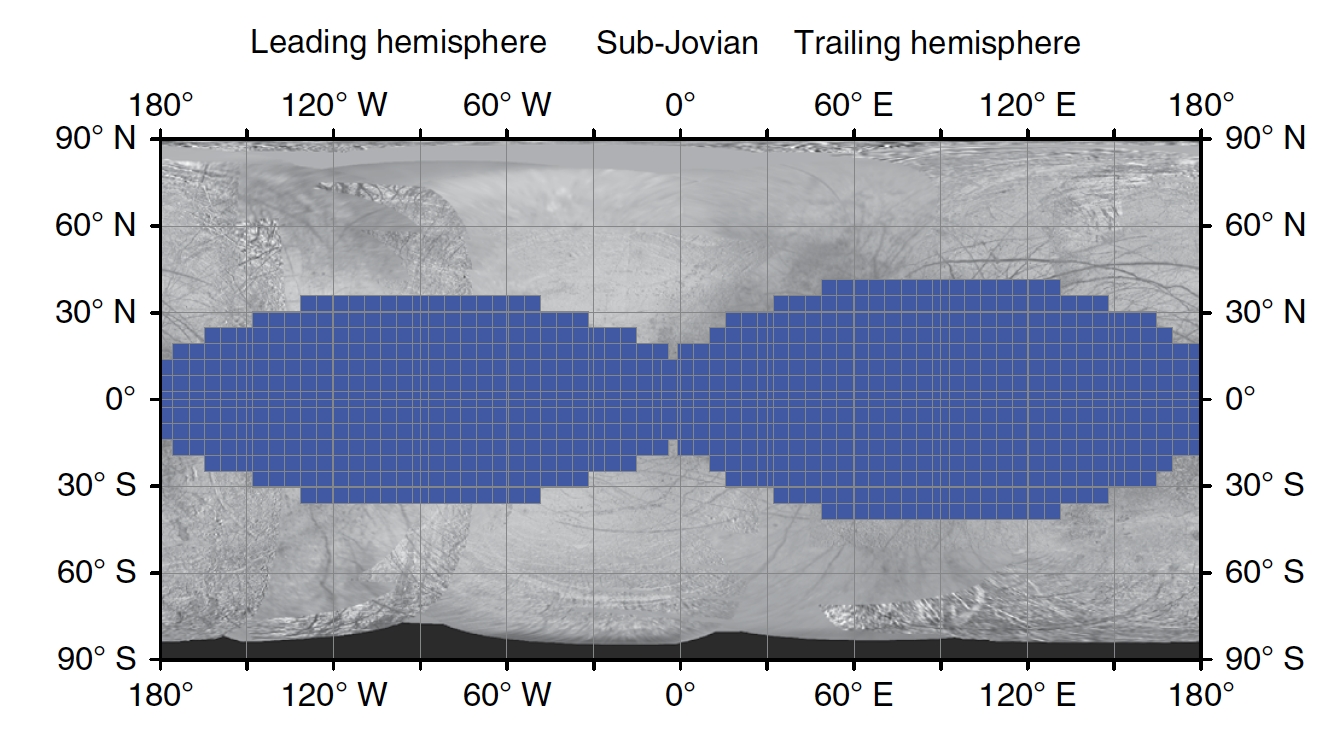 Leading hemisphere Sub-Jovian Trailing hemisphere
180° 120° W 60° W 0° 60° E 120° E 180°
90° N 90° N
60° N 60° N
30° N 30° N
0° 0°
30° S 30° S
60° S 60° S
90° S 90° S
180° 120° W 60° W 0° 60° E 120° E 180°